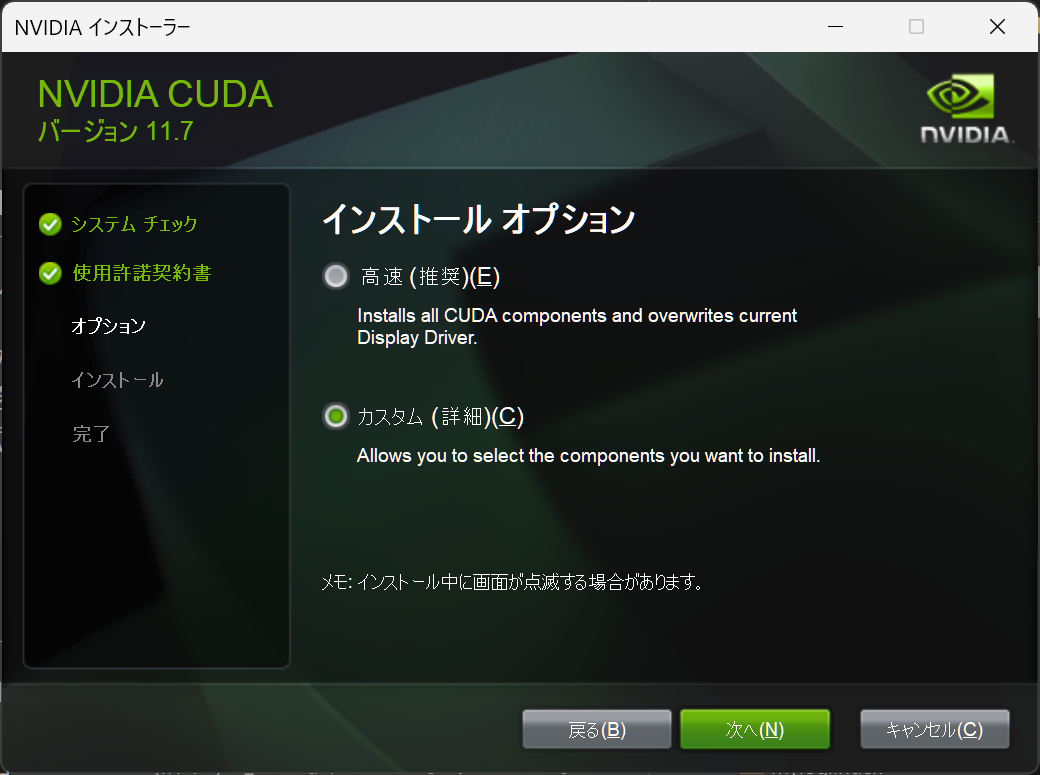 NVIDIA インストーラー
NVIDIA CUDA
バージョン 11.7
NVIDIA.
システム チェック
使用許諾契約書
オプション
インストール
完了
インストール オプション
高速 (推奨)(E)
Installs all CUDA components and overwrites current
Display Driver.
カスタム (詳細)(C)
Allows you to select the components you want to install.
メモ: インストール中に画面が点滅する場合があります。
戻る(B)
次へ(N)
キャンセル(C)